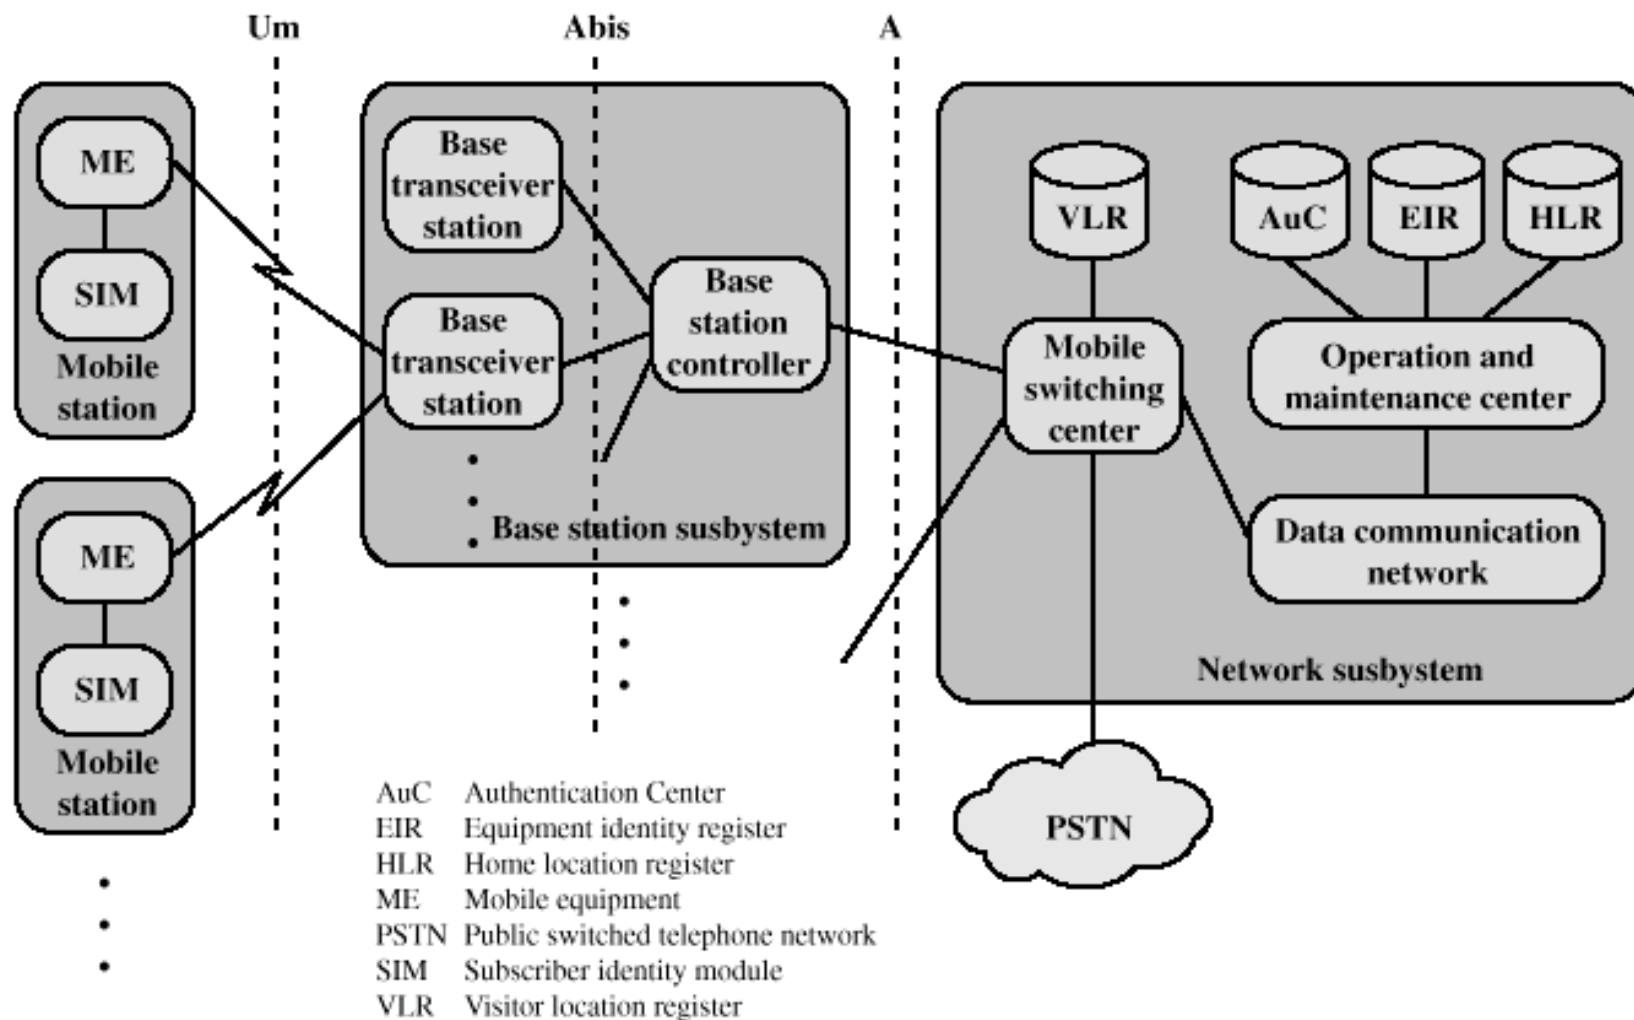 Um
Abis
A
ME
SIM
Mobile
station
ME
SIM
Mobile
station
Base
transceiver
station
Base
transceiver
station
Base
station
controller
Base station susbystem
VLR
AuC
EIR
HLR
Mobile
switching
center
Operation and
maintenance center
Data communication
network
Network susbystem
PSTN
AuC Authentication Center
EIR Equipment identity register
HLR Home location register
ME Mobile equipment
PSTN Public switched telephone network
SIM Subscriber identity module
VLR Visitor location register